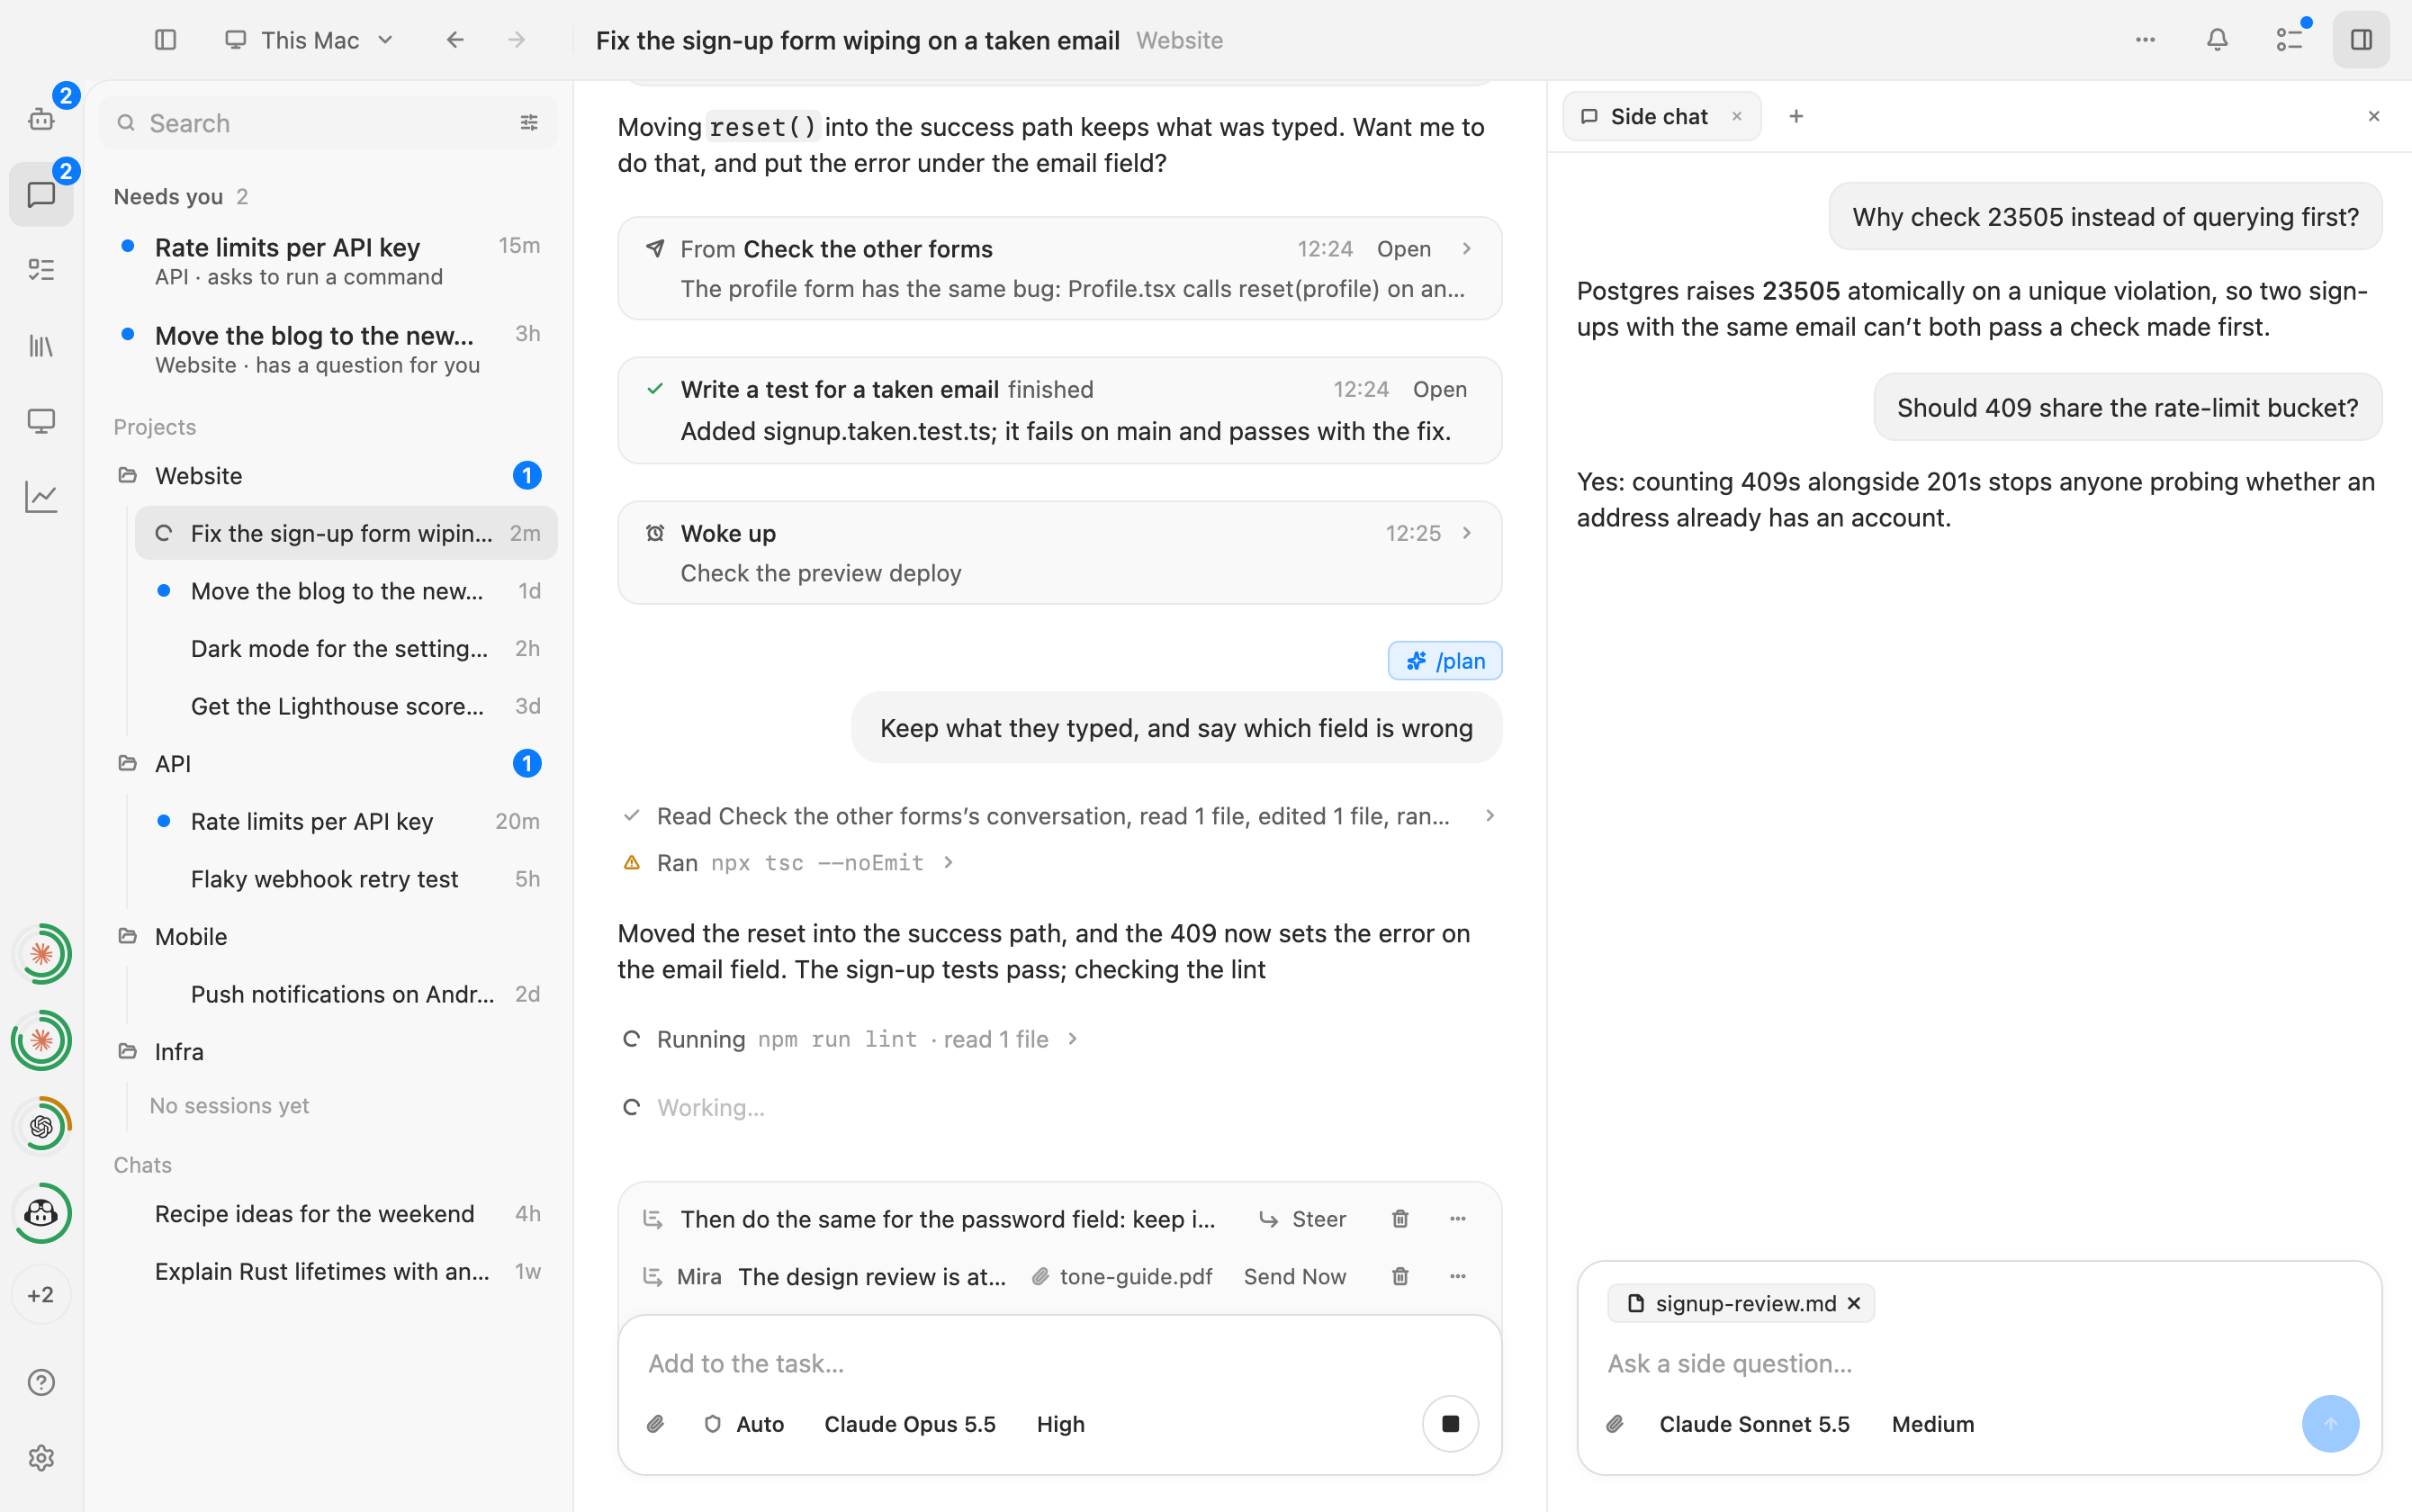 This Mac
Fix the sign-up form wiping on a taken email Website
2
2
Search
Needs you 2
Rate limits per API key 15m
API · asks to run a command
Move the blog to the new... 3h
Website · has a question for you
Projects
Website 1
Fix the sign-up form wipin... 2m
Move the blog to the new... 1d
Dark mode for the setting... 2h
Get the Lighthouse score... 3d
API 1
Rate limits per API key 20m
Flaky webhook retry test 5h
Mobile
Push notifications on Andr... 2d
Infra
No sessions yet
Chats
Recipe ideas for the weekend 4h
Explain Rust lifetimes with an... 1w
+2
Moving reset() into the success path keeps what was typed. Want me to
do that, and put the error under the email field?
From Check the other forms 12:24 Open
The profile form has the same bug: Profile.tsx calls reset(profile) on an...
Write a test for a taken email finished 12:24 Open
Added signup.taken.test.ts; it fails on main and passes with the fix.
Woke up 12:25
Check the preview deploy
/plan
Keep what they typed, and say which field is wrong
Read Check the other forms’s conversation, read 1 file, edited 1 file, ran...
Ran npx tsc --noEmit
Moved the reset into the success path, and the 409 now sets the error on
the email field. The sign-up tests pass; checking the lint
Running npm run lint · read 1 file
Working...
Then do the same for the password field: keep i... Steer
Mira The design review is at... tone-guide.pdf Send Now
Add to the task...
Auto Claude Opus 5.5 High
Side chat
Why check 23505 instead of querying first?
Postgres raises 23505 atomically on a unique violation, so two sign-
ups with the same email can’t both pass a check made first.
Should 409 share the rate-limit bucket?
Yes: counting 409s alongside 201s stops anyone probing whether an
address already has an account.
signup-review.md
Ask a side question...
Claude Sonnet 5.5 Medium